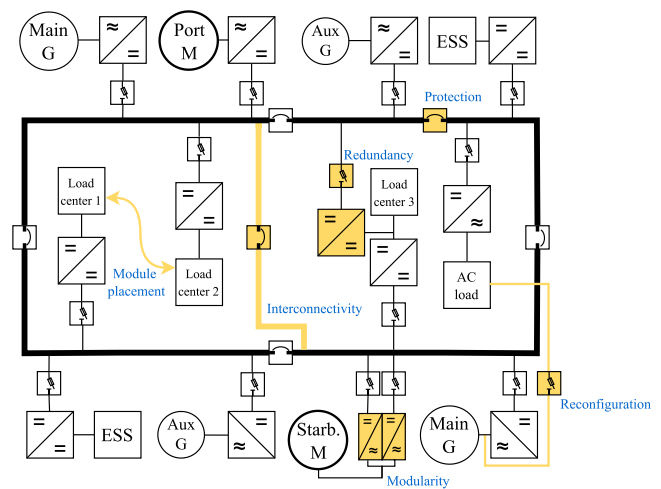 Main
G
Port
M
Aux
G
ESS
Protection
Redundancy
Load
center 1
Load
center 3
Module
placement
Load
center 2
AC
load
Interconnectivity
Reconfiguration
ESS
Aux
G
Starb.
M
Main
G
Modularity